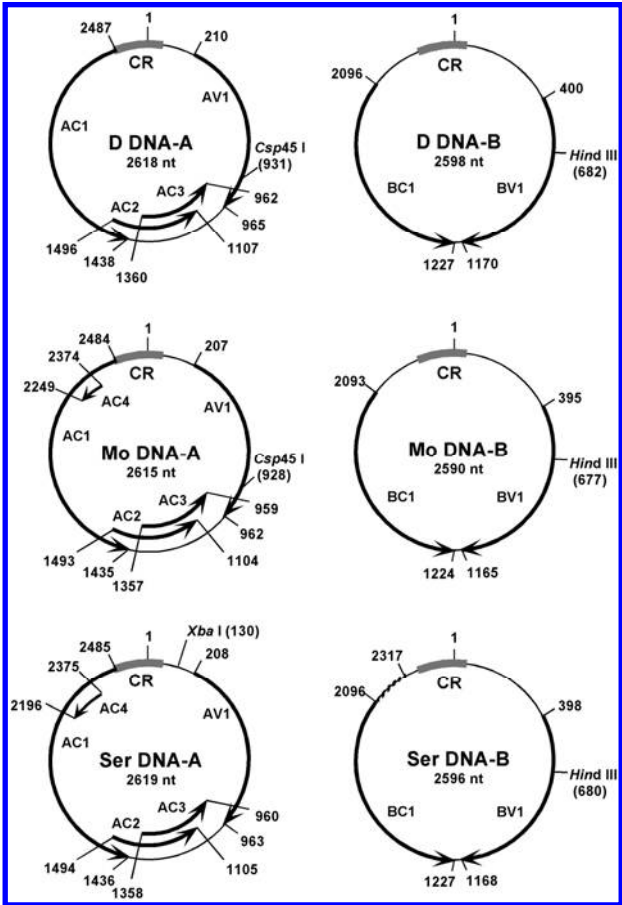 2487
1
210
CR
AC1
AV1
D DNA-A
2618 nt
Csp45 I
(931)
AC3
AC2
962
965
1107
1496
1438
1360
1
CR
2096
400
D DNA-B
2598 nt
Hind III
(682)
BC1
BV1
1227
1170
2484
1
207
2374
2249
CR
AC4
AV1
AC1
Mo DNA-A
2615 nt
Csp45 I
(928)
AC3
AC2
959
962
1104
1493
1435
1357
1
CR
2093
395
Mo DNA-B
2590 nt
Hind III
(677)
BC1
BV1
1224
1165
Xba I (130)
2485
1
208
2375
2196
CR
AC4
AV1
AC1
Ser DNA-A
2619 nt
AC3
AC2
960
963
1105
1494
1436
1358
1
2317
CR
2096
398
Ser DNA-B
2596 nt
Hind III
(680)
BC1
BV1
1227
1168